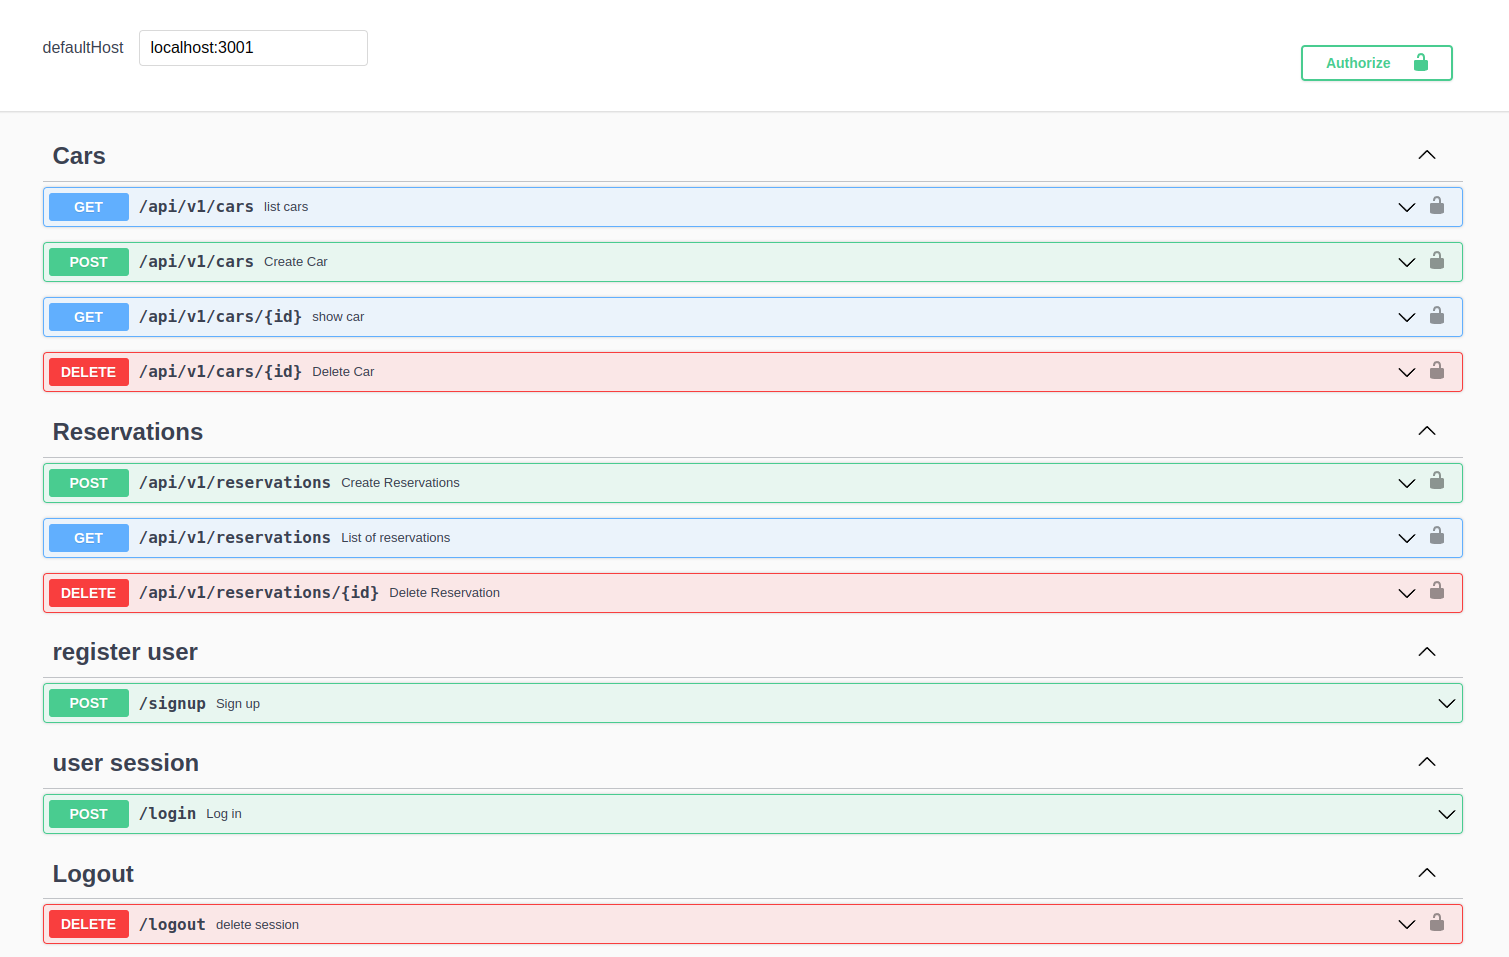 defaultHost localhost:3001
Authorize
Cars
GET /api/v1/cars list cars
POST /api/v1/cars Create Car
GET /api/v1/cars/{id} show car
DELETE /api/v1/cars/{id} Delete Car
Reservations
POST /api/v1/reservations Create Reservations
GET /api/v1/reservations List of reservations
DELETE /api/v1/reservations/{id} Delete Reservation
register user
POST /signup Sign up
user session
POST /login Log in
Logout
DELETE /logout delete session